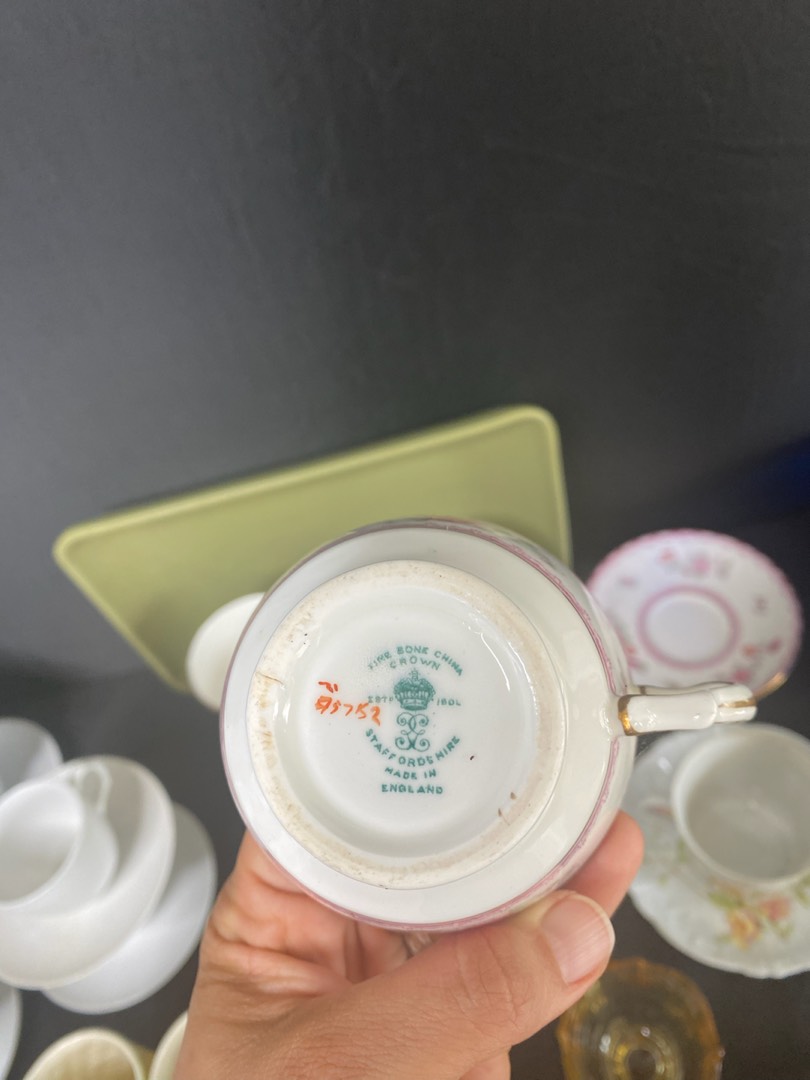 FINE BONE CHINA
CROWN
ESTD 1801
STAFFORDSHIRE
MADE IN
ENGLAND